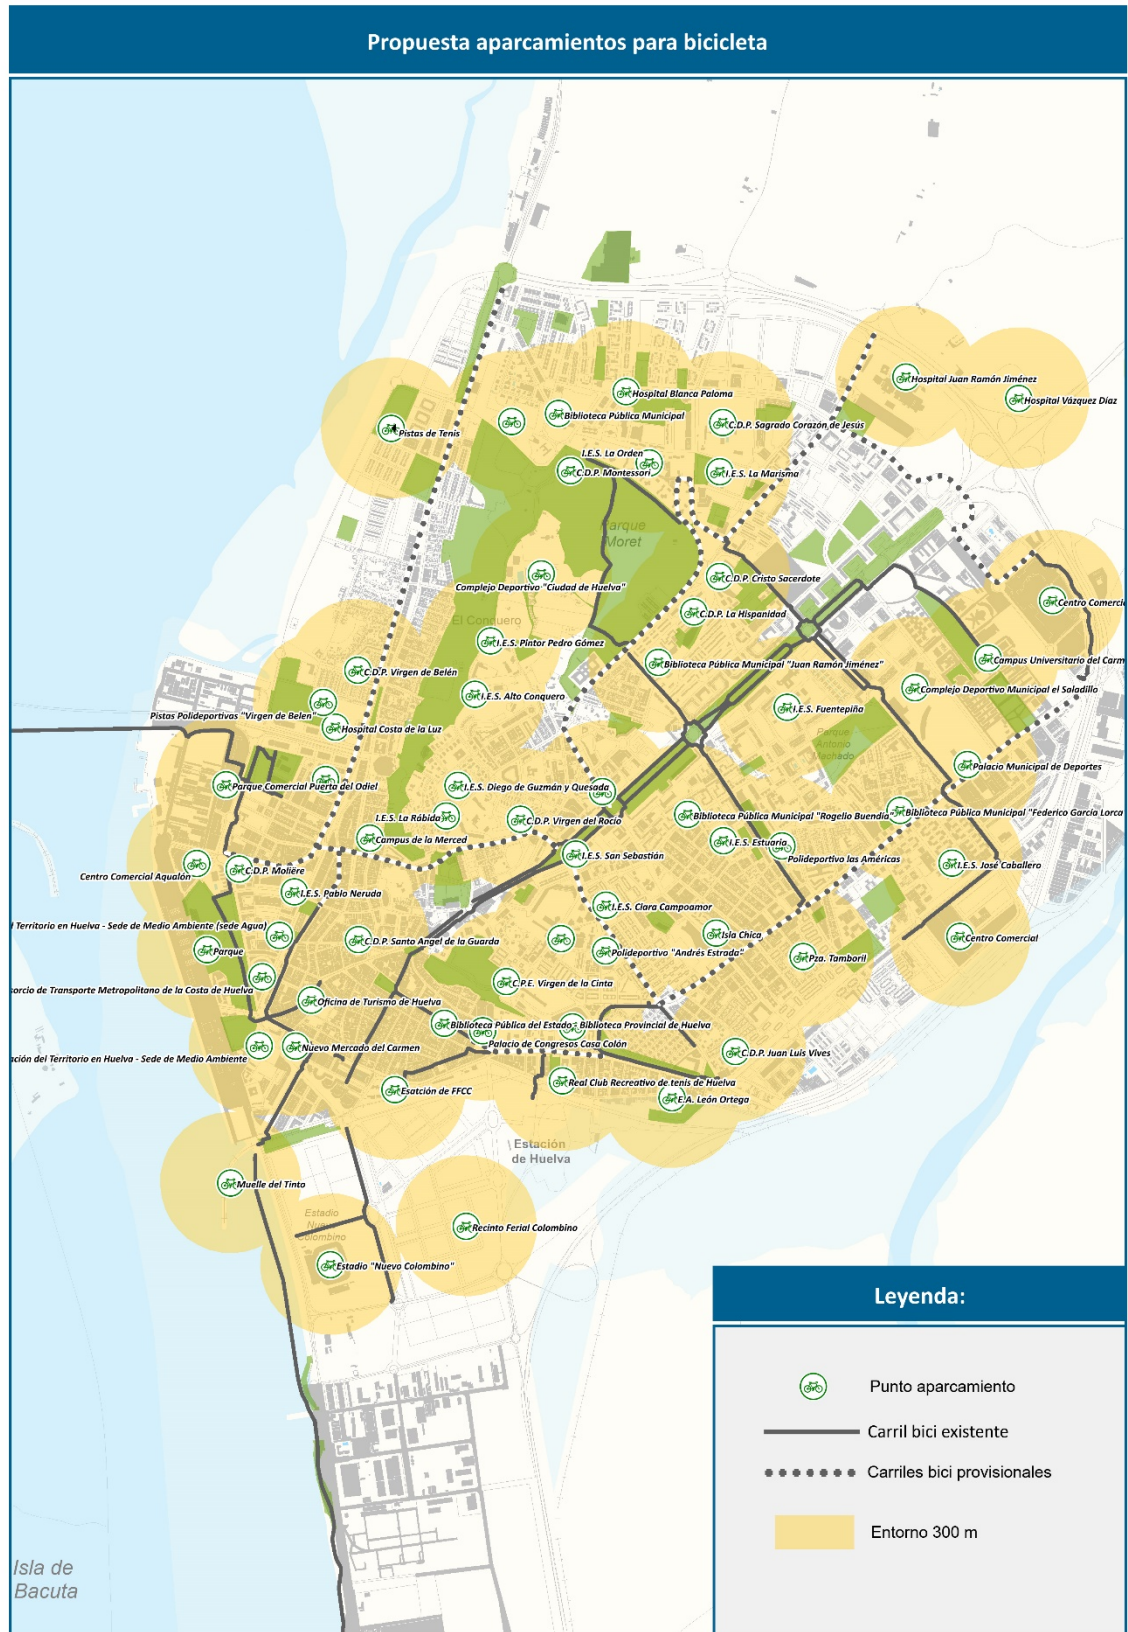 Propuesta aparcamientos para bicicleta
Hospital Juan Ramón Jiménez
Hospital Blanca Paloma
Hospital Vázquez Díaz
Biblioteca Pública Municipal
C.D.P. Sagrado Corazón de Jesús
Pistas de Tenis
I.E.S. La Orden
C.D.P. Montessori
I.E.S. La Marisma
Parque
Moret
C.D.P. Cristo Sacerdote
Complejo Deportivo "Ciudad de Huelva"
Centro Comercia
C.D.P. La Hispanidad
El Conquero
I.E.S. Pintor Pedro Gómez
Campus Universitario del Carm
Biblioteca Pública Municipal "Juan Ramón Jiménez"
C.D.P. Virgen de Belén
Complejo Deportivo Municipal el Saladillo
I.E.S. Alto Conquero
I.E.S. Fuentepiña
Pistas Polideportivas "Virgen de Belen"
Hospital Costa de la Luz
Parque
Antonio
Machado
Palacio Municipal de Deportes
Parque Comercial Puerta del Odiel
I.E.S. Diego de Guzmán y Quesada
I.E.S. La Rábida
C.D.P. Virgen del Rocío
Biblioteca Pública Municipal "Rogelio Buendía"
Biblioteca Pública Municipal "Federico García Lorca
Campus de la Merced
I.E.S. Estuaria
I.E.S. San Sebastián
Polideportivo las Américas
I.E.S. José Caballero
Centro Comercial Aqualón
C.D.P. Molière
I.E.S. Pablo Neruda
I.E.S. Clara Campoamor
l Territorio en Huelva - Sede de Medio Ambiente (sede Agua)
Isla Chica
Centro Comercial
C.D.P. Santo Angel de la Guarda
Parque
Polideportivo "Andrés Estrada"
Pza. Tamboril
C.P.E. Virgen de la Cinta
sorcio de Transporte Metropolitano de la Costa de Huelva
Oficina de Turismo de Huelva
Biblioteca Pública del Estado - Biblioteca Provincial de Huelva
Palacio de Congresos Casa Colón
Nuevo Mercado del Carmen
C.D.P. Juan Luis Vives
ación del Territorio en Huelva - Sede de Medio Ambiente
Real Club Recreativo de tenis de Huelva
Esatción de FFCC
E.A. León Ortega
Estación
de Huelva
Muelle del Tinto
Estadio
Nuevo
Colombino
Recinto Ferial Colombino
Estadio "Nuevo Colombino"
Leyenda:
Punto aparcamiento
Carril bici existente
Carriles bici provisionales
Entorno 300 m
Isla de
Bacuta